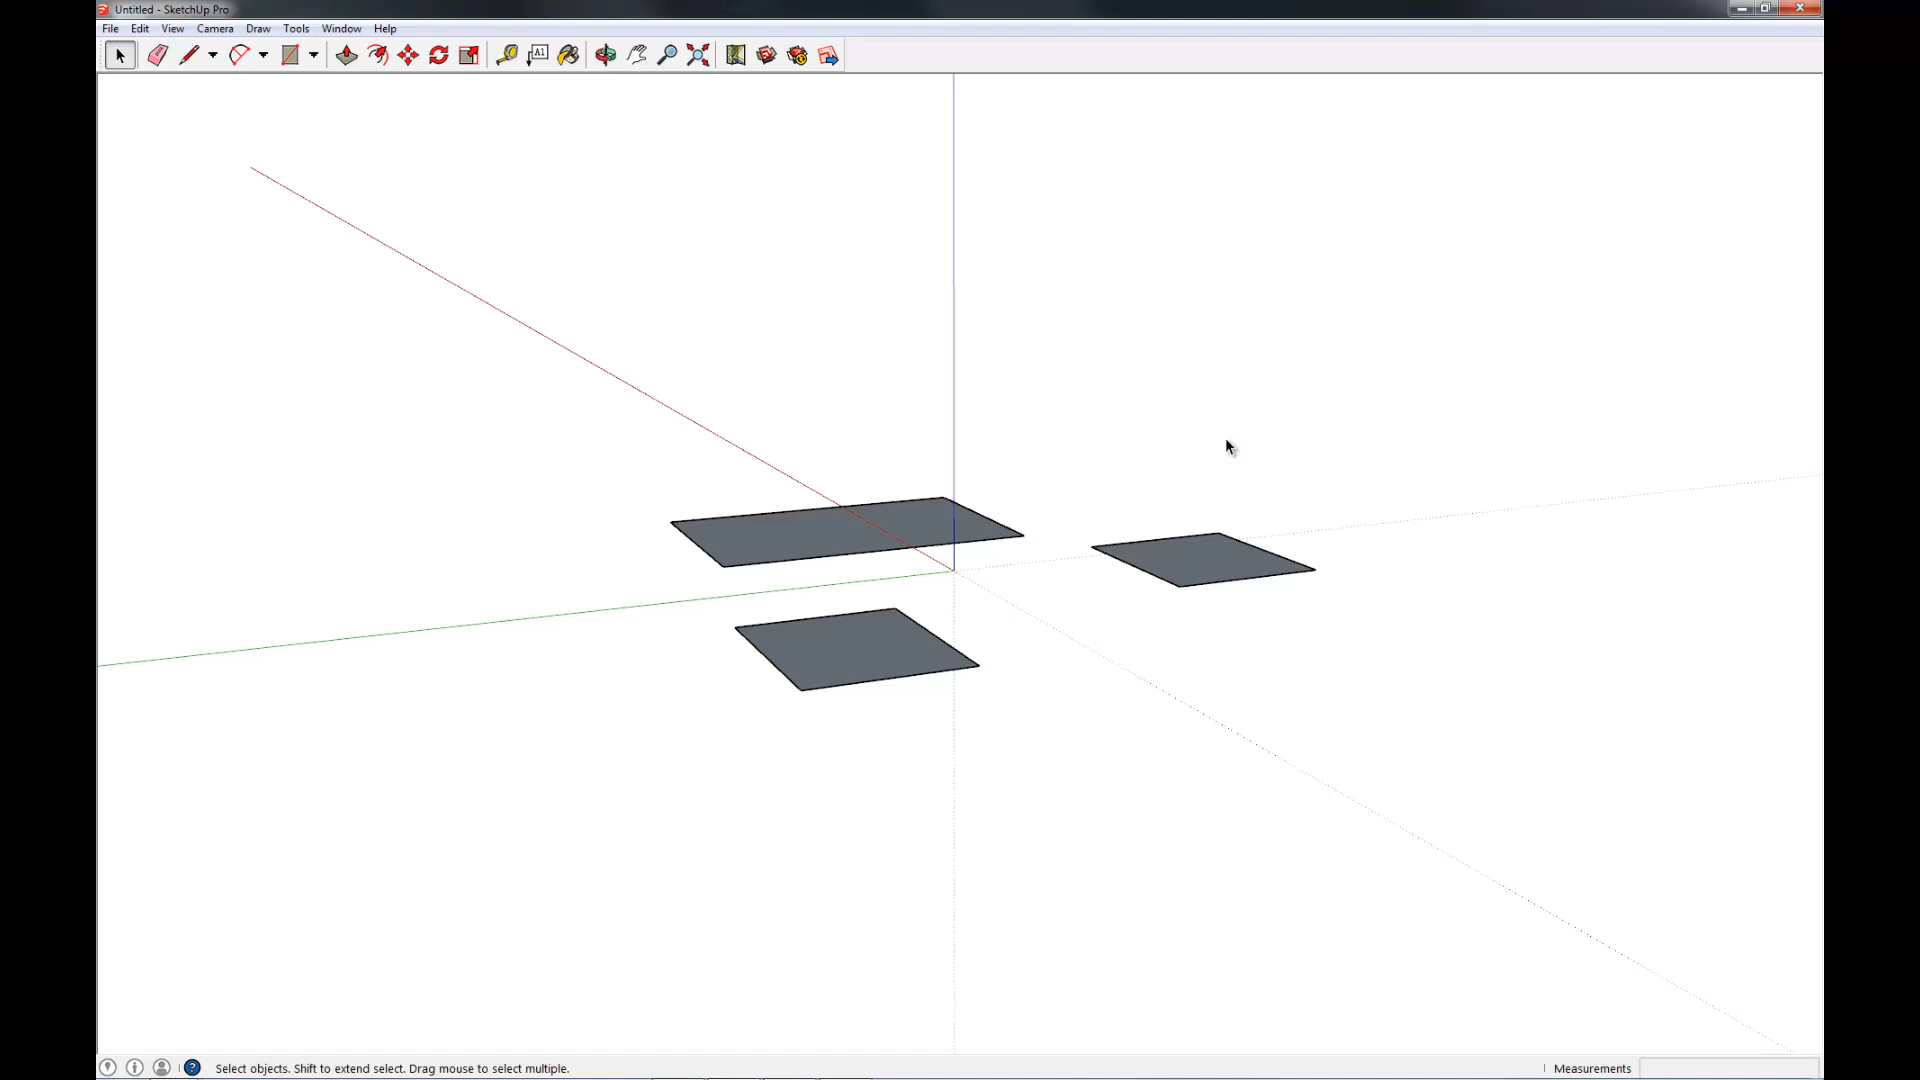 Untitled - SketchUp Pro
File Edit View Camera Draw Tools Window Help
A1
Select objects. Shift to extend select. Drag mouse to select multiple.
Measurements